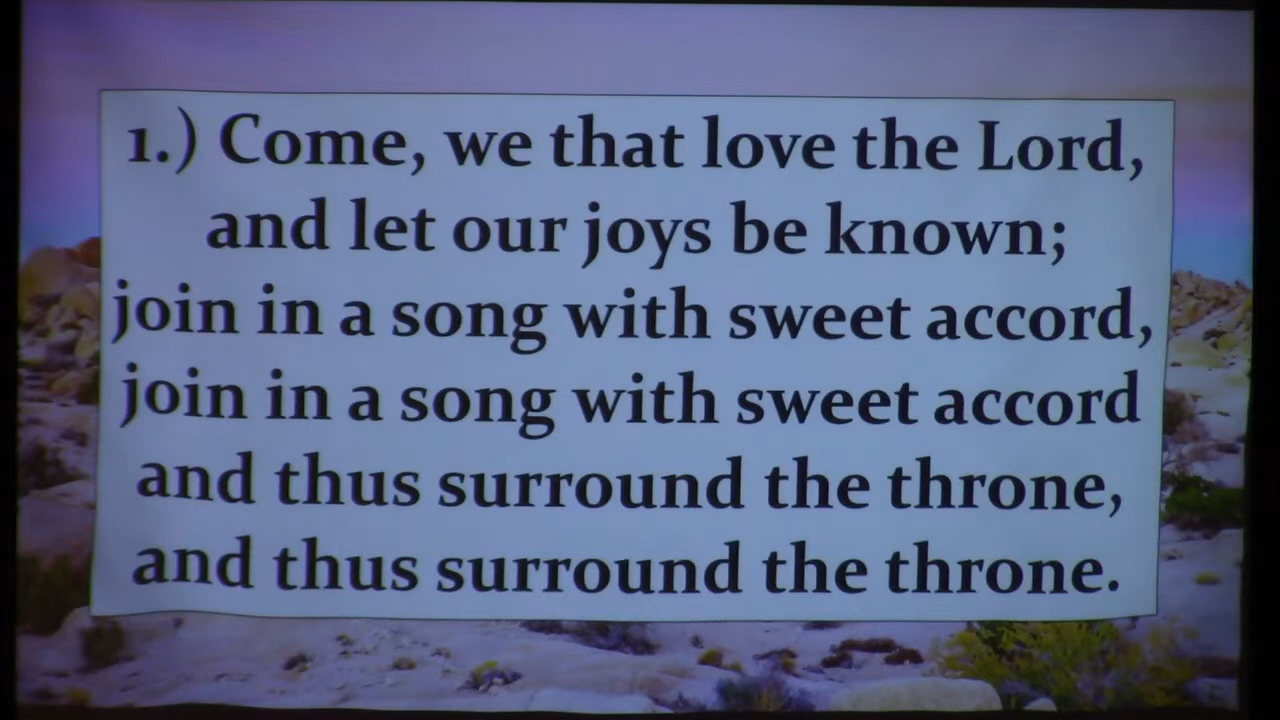 1.) Come, we that love the Lord,
and let our joys be known;
join in a song with sweet accord,
join in a song with sweet accord
and thus surround the throne,
and thus surround the throne.